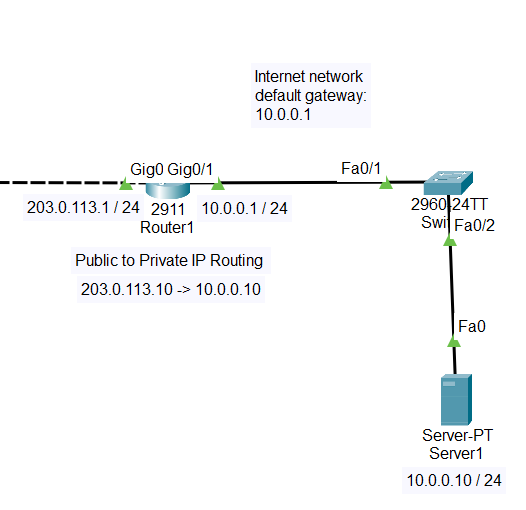 Internet network
default gateway:
10.0.0.1
Gig0 Gig0/1
Fa0/1
203.0.113.1 / 24
2911
Router1
10.0.0.1 / 24
2960-24TT
Swit
Fa0/2
Public to Private IP Routing
203.0.113.10 -> 10.0.0.10
Fa0
Server-PT
Server1
10.0.0.10 / 24